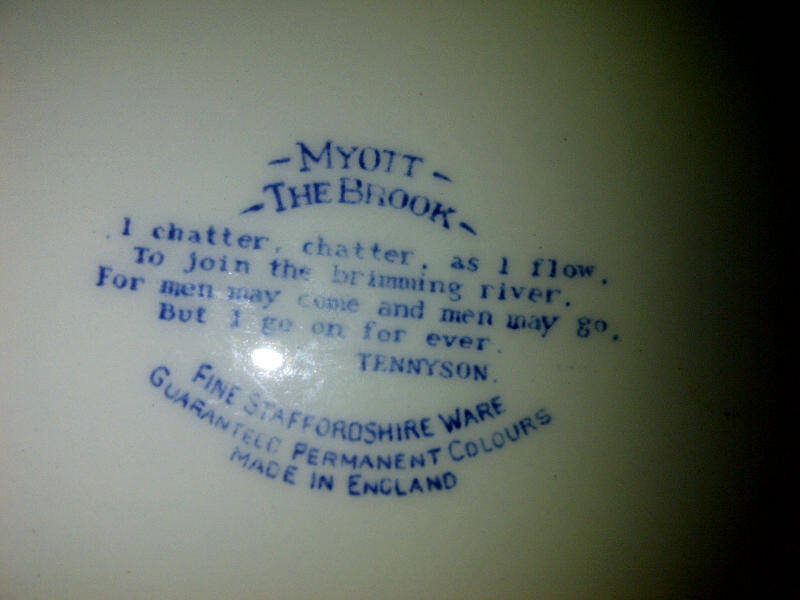 - MYOTT -
- THE BROOK -
I chatter, chatter, as I flow,
To join the brimming river,
For men may come and men may go,
But I go on for ever.
TENNYSON.
FINE STAFFORDSHIRE WARE
GUARANTEED PERMANENT COLOURS
MADE IN ENGLAND